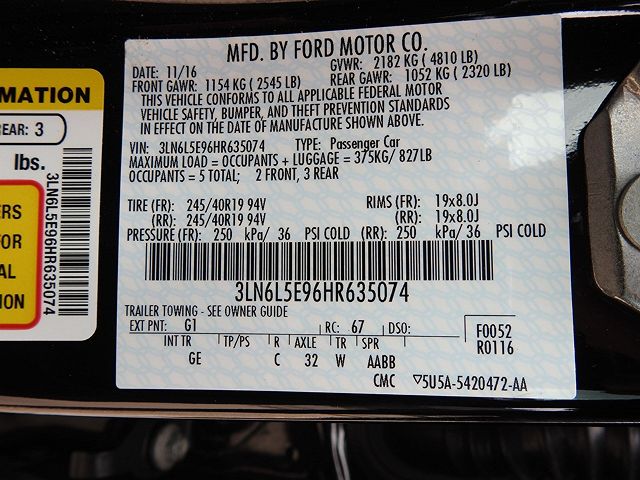 MFD. BY FORD MOTOR CO.
DATE: 11/16 GVWR: 2182 KG ( 4810 LB)
FRONT GAWR: 1154 KG ( 2545 LB) REAR GAWR: 1052 KG ( 2320 LB)
THIS VEHICLE CONFORMS TO ALL APPLICABLE FEDERAL MOTOR
VEHICLE SAFETY, BUMPER, AND THEFT PREVENTION STANDARDS
IN EFFECT ON THE DATE OF MANUFACTURE SHOWN ABOVE.
VIN: 3LN6L5E96HR635074 TYPE: Passenger Car
MAXIMUM LOAD = OCCUPANTS + LUGGAGE = 375KG/ 827LB
OCCUPANTS = 5 TOTAL; 2 FRONT, 3 REAR
TIRE (FR): 245/40R19 94V RIMS (FR): 19x8.0J
(RR): 245/40R19 94V (RR): 19x8.0J
PRESSURE (FR): 250 kPa/ 36 PSI COLD (RR): 250 kPa/ 36 PSI COLD
3LN6L5E96HR635074
TRAILER TOWING - SEE OWNER GUIDE
EXT PNT: G1 RC: 67 DSO:
INT TR TP/PS R AXLE TR SPR
GE C 32 W AABB
CMC 5U5A-5420472-AA
F0052
R0116
MATION
REAR: 3
lbs.
3LN6L5E96HR635074
ERS
FOR
AL
ION